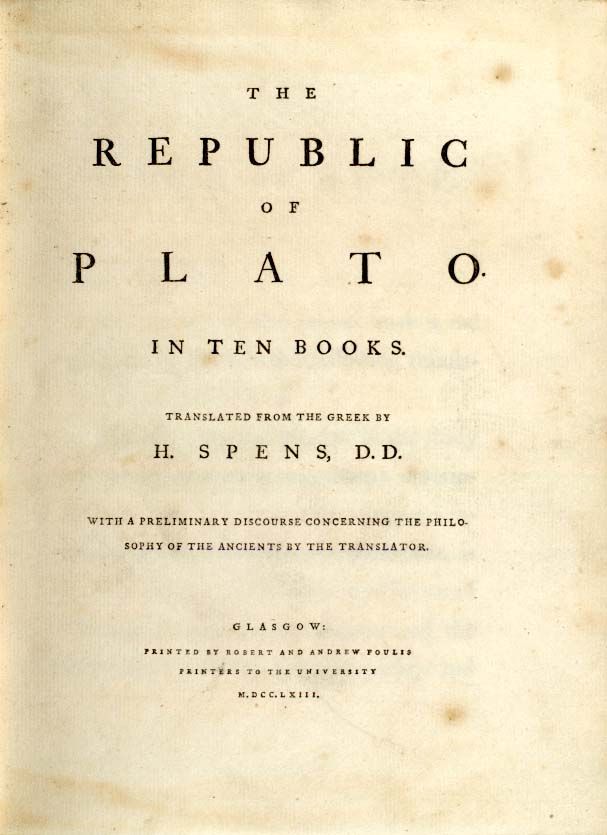 THE
REPUBLIC
OF
PLATO.
IN TEN BOOKS.
TRANSLATED FROM THE GREEK BY
H. SPENS, D.D.
WITH A PRELIMINARY DISCOURSE CONCERNING THE PHILO-
SOPHY OF THE ANCIENTS BY THE TRANSLATOR.
GLASGOW:
PRINTED BY ROBERT AND ANDREW FOULIS
PRINTERS TO THE UNIVERSITY
M.DCC.LXIII.